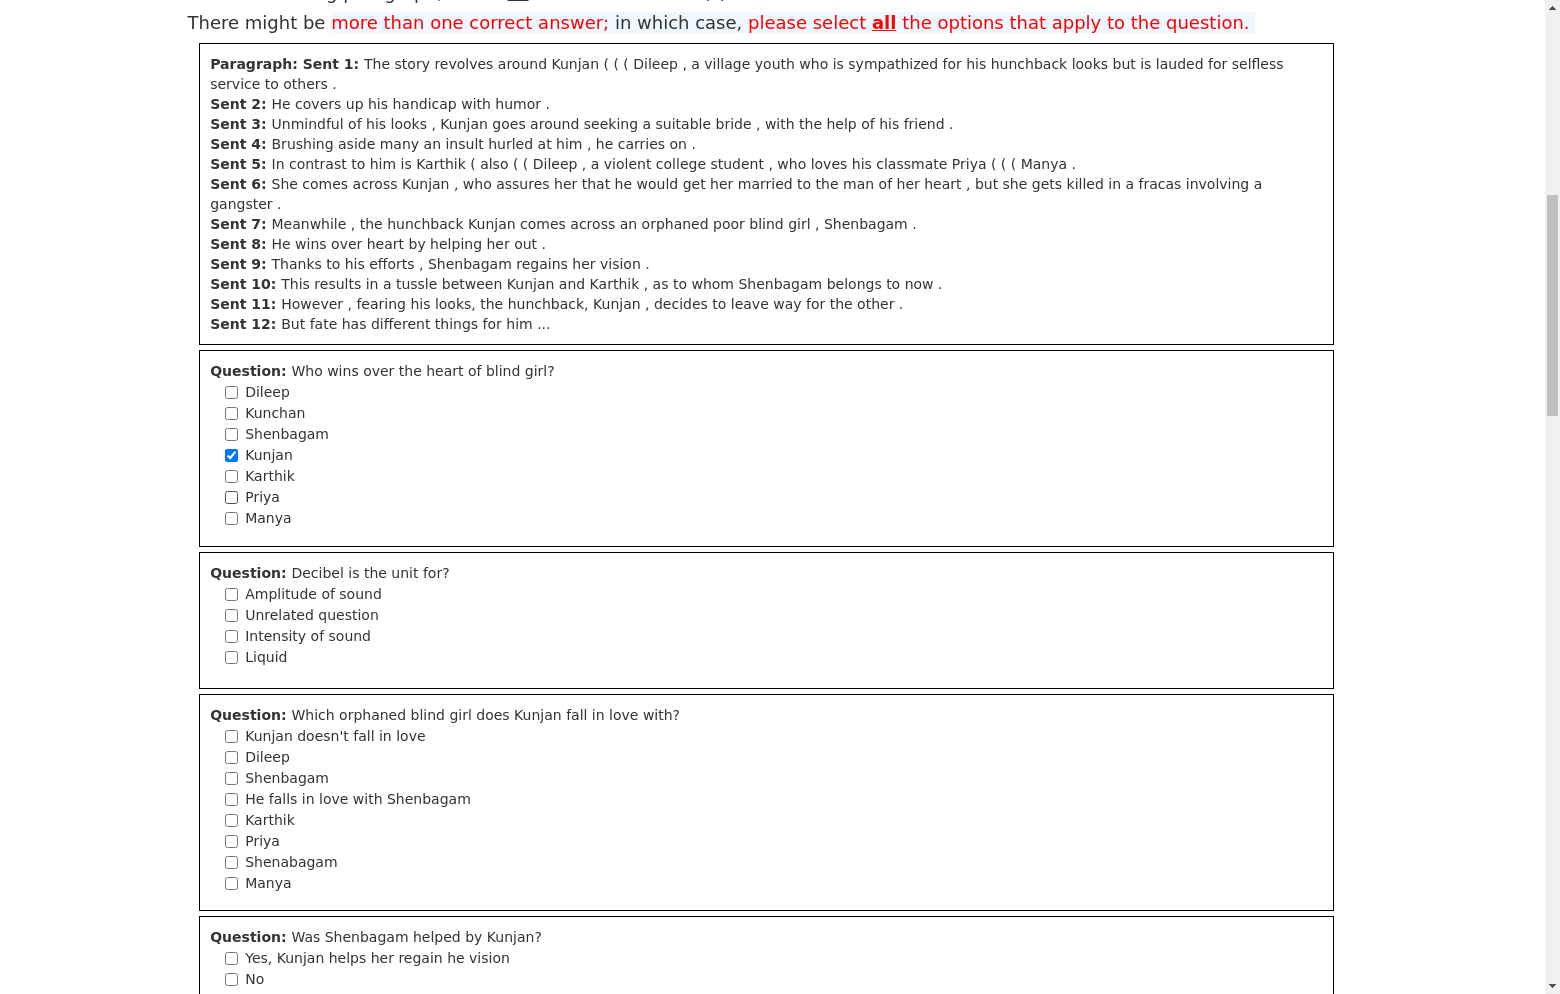 There might be more than one correct answer; in which case, please select all the options that apply to the question.
Paragraph: Sent 1: The story revolves around Kunjan ( ( ( Dileep , a village youth who is sympathized for his hunchback looks but is lauded for selfless
service to others .
Sent 2: He covers up his handicap with humor .
Sent 3: Unmindful of his looks , Kunjan goes around seeking a suitable bride , with the help of his friend .
Sent 4: Brushing aside many an insult hurled at him , he carries on .
Sent 5: In contrast to him is Karthik ( also ( ( Dileep , a violent college student , who loves his classmate Priya ( ( ( Manya .
Sent 6: She comes across Kunjan , who assures her that he would get her married to the man of her heart , but she gets killed in a fracas involving a
gangster .
Sent 7: Meanwhile , the hunchback Kunjan comes across an orphaned poor blind girl , Shenbagam .
Sent 8: He wins over heart by helping her out .
Sent 9: Thanks to his efforts , Shenbagam regains her vision .
Sent 10: This results in a tussle between Kunjan and Karthik , as to whom Shenbagam belongs to now .
Sent 11: However , fearing his looks, the hunchback, Kunjan , decides to leave way for the other .
Sent 12: But fate has different things for him ...
Question: Who wins over the heart of blind girl?
Dileep
Kunchan
Shenbagam
Kunjan
Karthik
Priya
Manya
Question: Decibel is the unit for?
Amplitude of sound
Unrelated question
Intensity of sound
Liquid
Question: Which orphaned blind girl does Kunjan fall in love with?
Kunjan doesn't fall in love
Dileep
Shenbagam
He falls in love with Shenbagam
Karthik
Priya
Shenabagam
Manya
Question: Was Shenbagam helped by Kunjan?
Yes, Kunjan helps her regain he vision
No